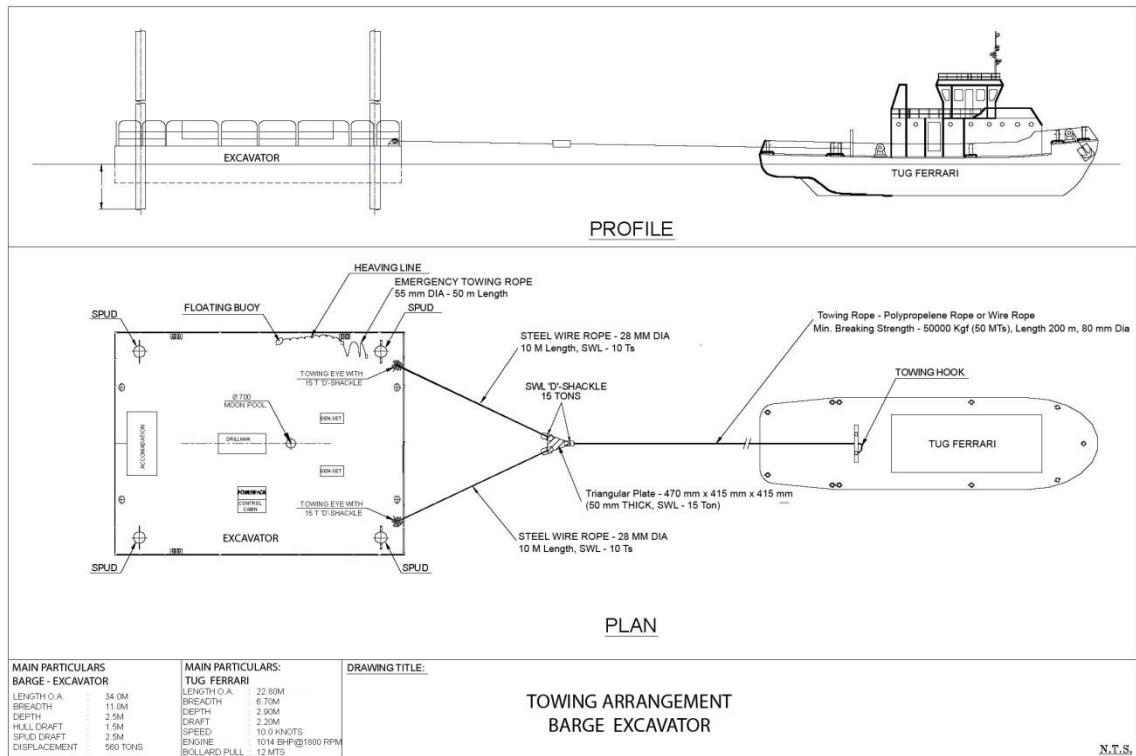 EXCAVATOR
TUG FERRARI
PROFILE
HEAVING LINE
EMERGENCY TOWING ROPE
55 mm DIA - 50 m Length
FLOATING BUOY
SPUD
SPUD
TOWING EYE WITH
15 T 'D'-SHACKLE
STEEL WIRE ROPE - 28 MM DIA
10 M Length, SWL - 10 Ts
Towing Rope - Polypropelene Rope or Wire Rope
Min. Breaking Strength - 50000 Kgf (50 MTs), Length 200 m, 80 mm Dia
SWL 'D'-SHACKLE
15 TONS
TOWING HOOK
Ø 700
MOON POOL
GEN-SET
ACCOMADATION
DRILLMAX
TUG FERRARI
GEN-SET
POWERPACK
CONTROL
CABIN
TOWING EYE WITH
15 T 'D'-SHACKLE
Triangular Plate - 470 mm x 415 mm x 415 mm
(50 mm THICK, SWL - 15 Ton)
EXCAVATOR
STEEL WIRE ROPE - 28 MM DIA
10 M Length, SWL - 10 Ts
SPUD
SPUD
PLAN
MAIN PARTICULARS
BARGE - EXCAVATOR
LENGTH O.A. : 34.0M
BREADTH : 11.0M
DEPTH : 2.5M
HULL DRAFT : 1.5M
SPUD DRAFT : 2.5M
DISPLACEMENT : 560 TONS
MAIN PARTICULARS:
TUG FERRARI
LENGTH O.A. : 22.80M
BREADTH : 6.70M
DEPTH : 2.90M
DRAFT : 2.20M
SPEED : 10.0 KNOTS
ENGINE : 1014 BHP@1800 RPM
BOLLARD PULL : 12 MTS
DRAWING TITLE:
TOWING ARRANGEMENT
BARGE EXCAVATOR
N.T.S.